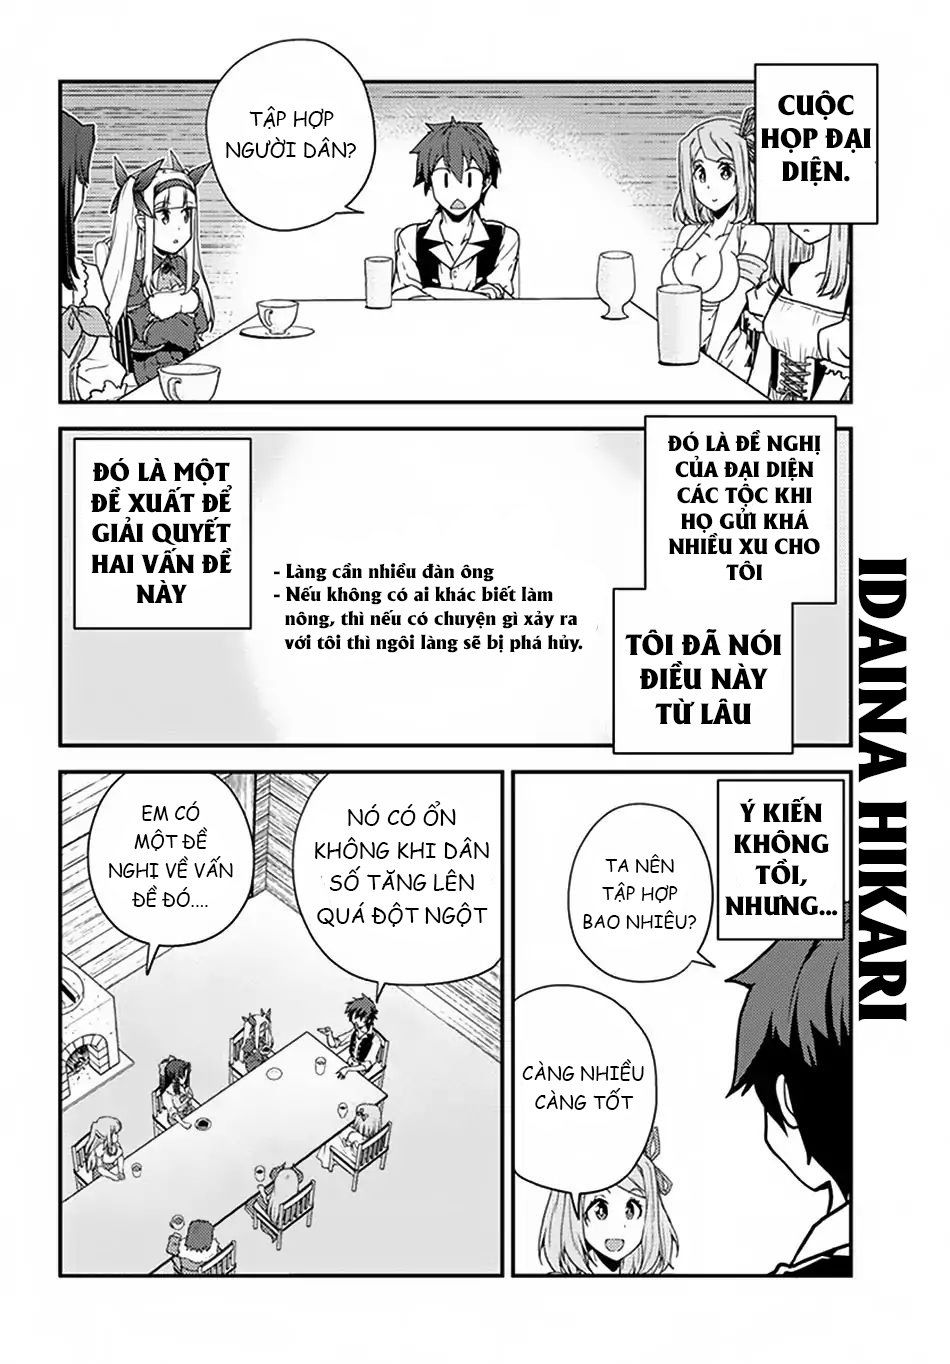 CUỘC
HỌP ĐẠI
DIỆN.
TẬP HỢP
NGƯỜI DÂN?
ĐÓ LÀ ĐỀ NGHỊ
CỦA ĐẠI DIỆN
CÁC TỘC KHI
HỌ GỬI KHÁ
NHIỀU XU CHO
TÔI
TÔI ĐÃ NÓI
ĐIỀU NÀY
TỪ LÂU
- Làng cần nhiều đàn ông
- Nếu không có ai khác biết làm
nông, thì nếu có chuyện gì xảy ra
với tôi thì ngôi làng sẽ bị phá hủy.
ĐÓ LÀ MỘT
ĐỀ XUẤT ĐỂ
GIẢI QUYẾT
HAI VẤN ĐỀ
NÀY
Ý KIẾN
KHÔNG
TỒI,
NHƯNG...
TA NÊN
TẬP HỢP
BAO NHIÊU?
CÀNG NHIỀU
CÀNG TỐT
NÓ CÓ ỔN
KHÔNG KHI DÂN
SỐ TĂNG LÊN
QUÁ ĐỘT NGỘT
EM CÓ
MỘT ĐỀ
NGHI VỀ VẤN
ĐỀ ĐÓ....
IDAINA HIKARI